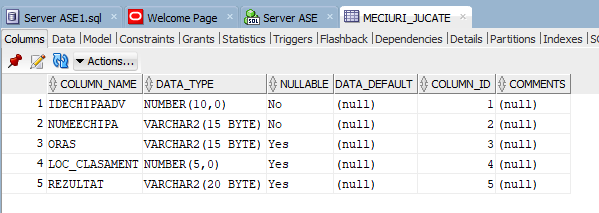 Server ASE1.sql Welcome Page Server ASE MECIURI_JUCATE
Columns Data Model Constraints Grants Statistics Triggers Flashback Dependencies Details Partitions Indexes
Actions...
COLUMN_NAME DATA_TYPE NULLABLE DATA_DEFAULT COLUMN_ID COMMENTS
1 IDECHIPAADV NUMBER(10,0) No (null) 1 (null)
2 NUMEECHIPA VARCHAR2(15 BYTE) No (null) 2 (null)
3 ORAS VARCHAR2(15 BYTE) Yes (null) 3 (null)
4 LOC_CLASAMENT NUMBER(5,0) Yes (null) 4 (null)
5 REZULTAT VARCHAR2(20 BYTE) Yes (null) 5 (null)